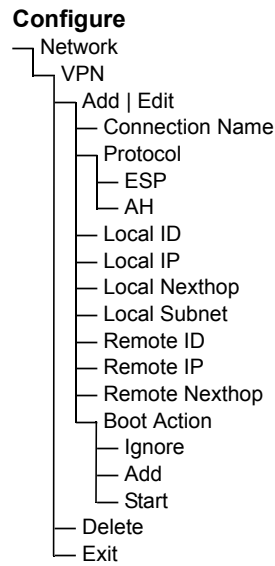 Configure
Network
VPN
Add | Edit
Connection Name
Protocol
ESP
AH
Local ID
Local IP
Local Nexthop
Local Subnet
Remote ID
Remote IP
Remote Nexthop
Boot Action
Ignore
Add
Start
Delete
Exit